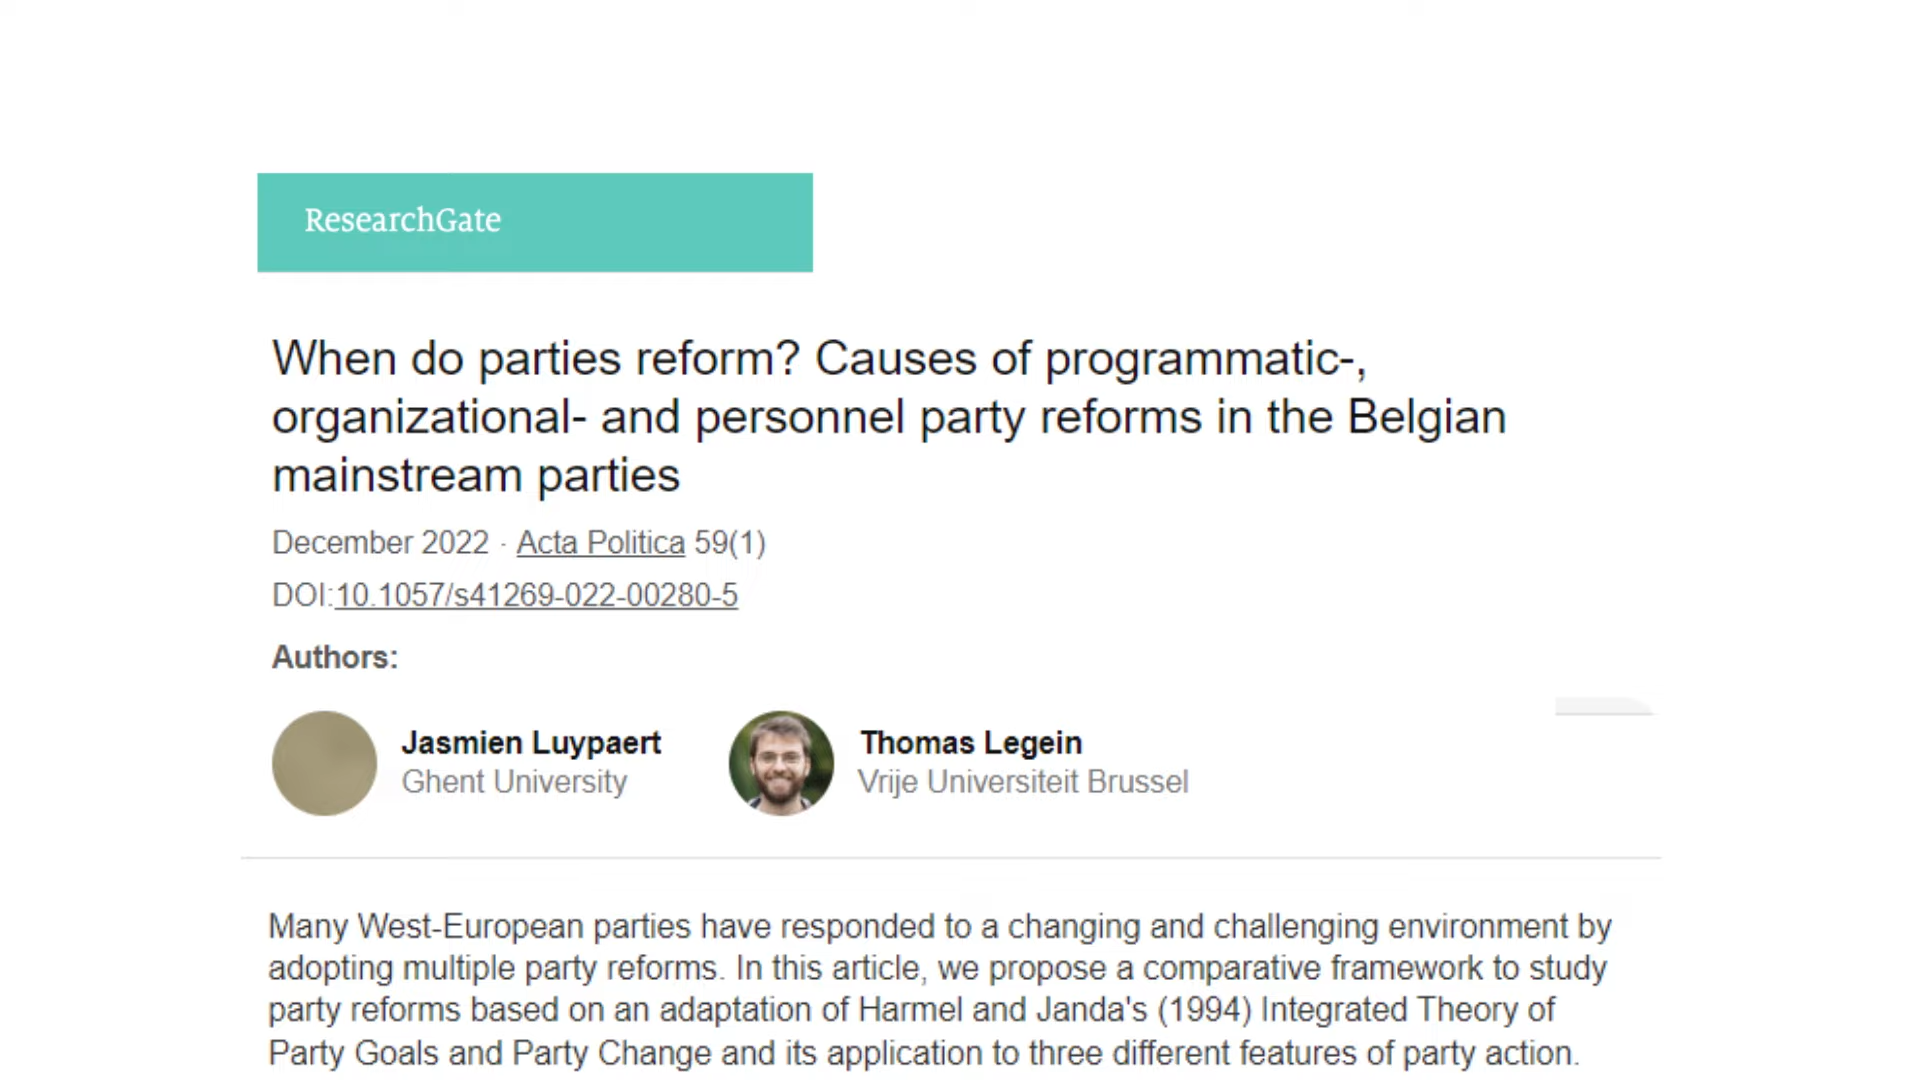 ResearchGate
When do parties reform? Causes of programmatic-,
organizational- and personnel party reforms in the Belgian
mainstream parties
December 2022 · Acta Politica 59(1)
DOI:10.1057/s41269-022-00280-5
Authors:
Jasmien Luypaert
Ghent University
Thomas Legein
Vrije Universiteit Brussel
Many West-European parties have responded to a changing and challenging environment by
adopting multiple party reforms. In this article, we propose a comparative framework to study
party reforms based on an adaptation of Harmel and Janda's (1994) Integrated Theory of
Party Goals and Party Change and its application to three different features of party action.